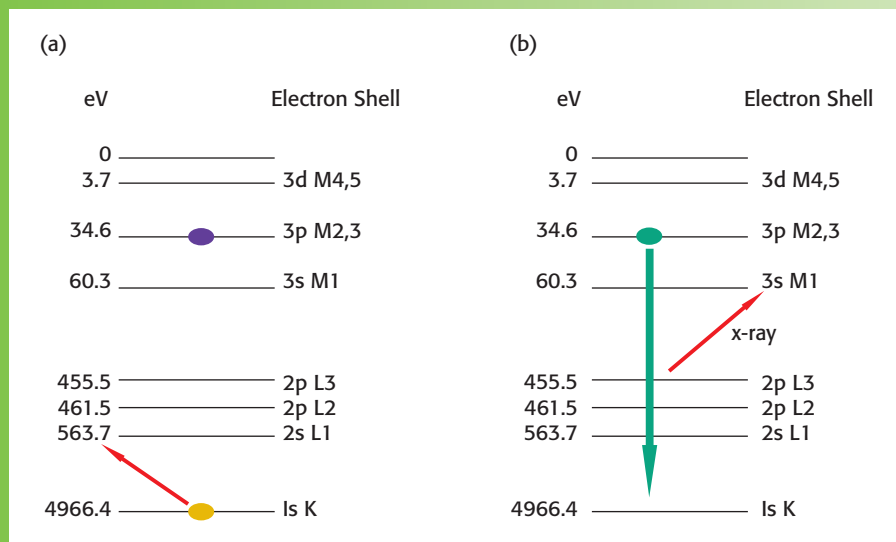 (a)
eV Electron Shell
0
3.7 3d M4,5
34.6 3p M2,3
60.3 3s M1
455.5 2p L3
461.5 2p L2
563.7 2s L1
4966.4 Is K
(b)
eV Electron Shell
0
3.7 3d M4,5
34.6 3p M2,3
60.3 3s M1
x-ray
455.5 2p L3
461.5 2p L2
563.7 2s L1
4966.4 Is K